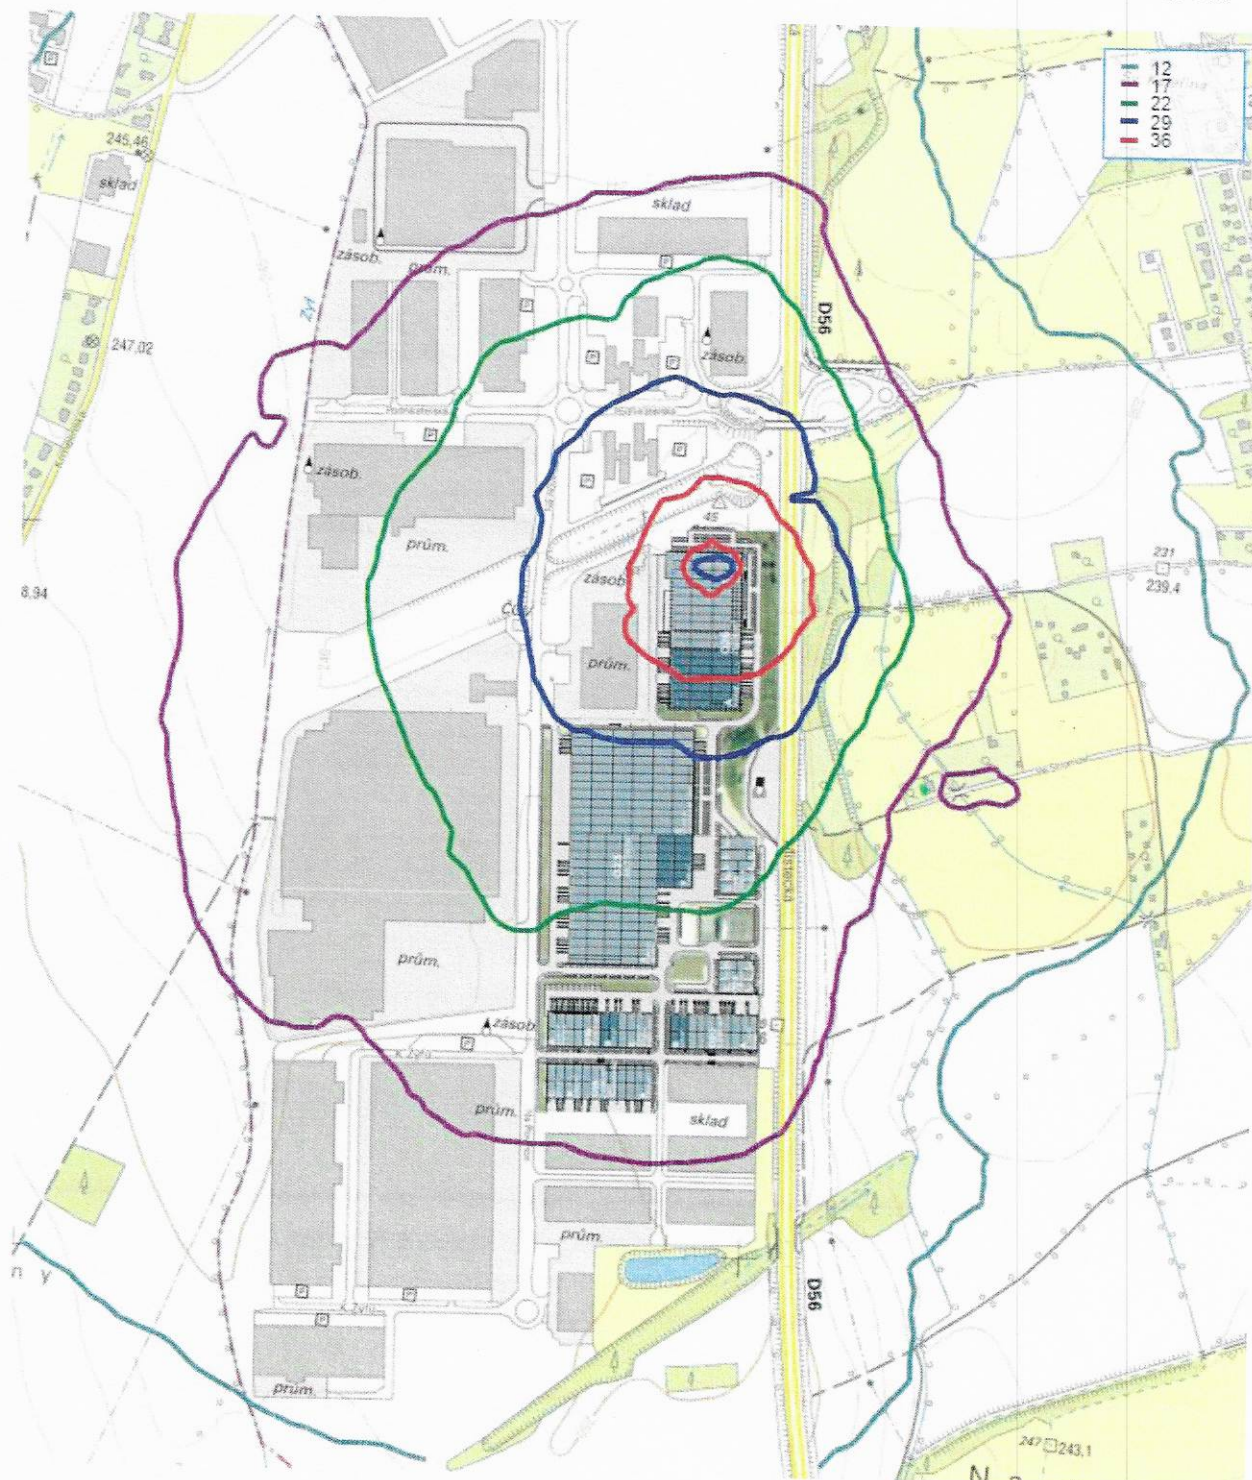 12
17
22
29
36
245,46
sklad
sklad
zásob.
prům.
Zyf
D56
247,02
zásob.
zásob.
prům.
45
zásob.
231
239,4
8,94
prům.
prům.
zásob.
prům.
sklad
prům.
D56
n y
prům.
247
243,1
N